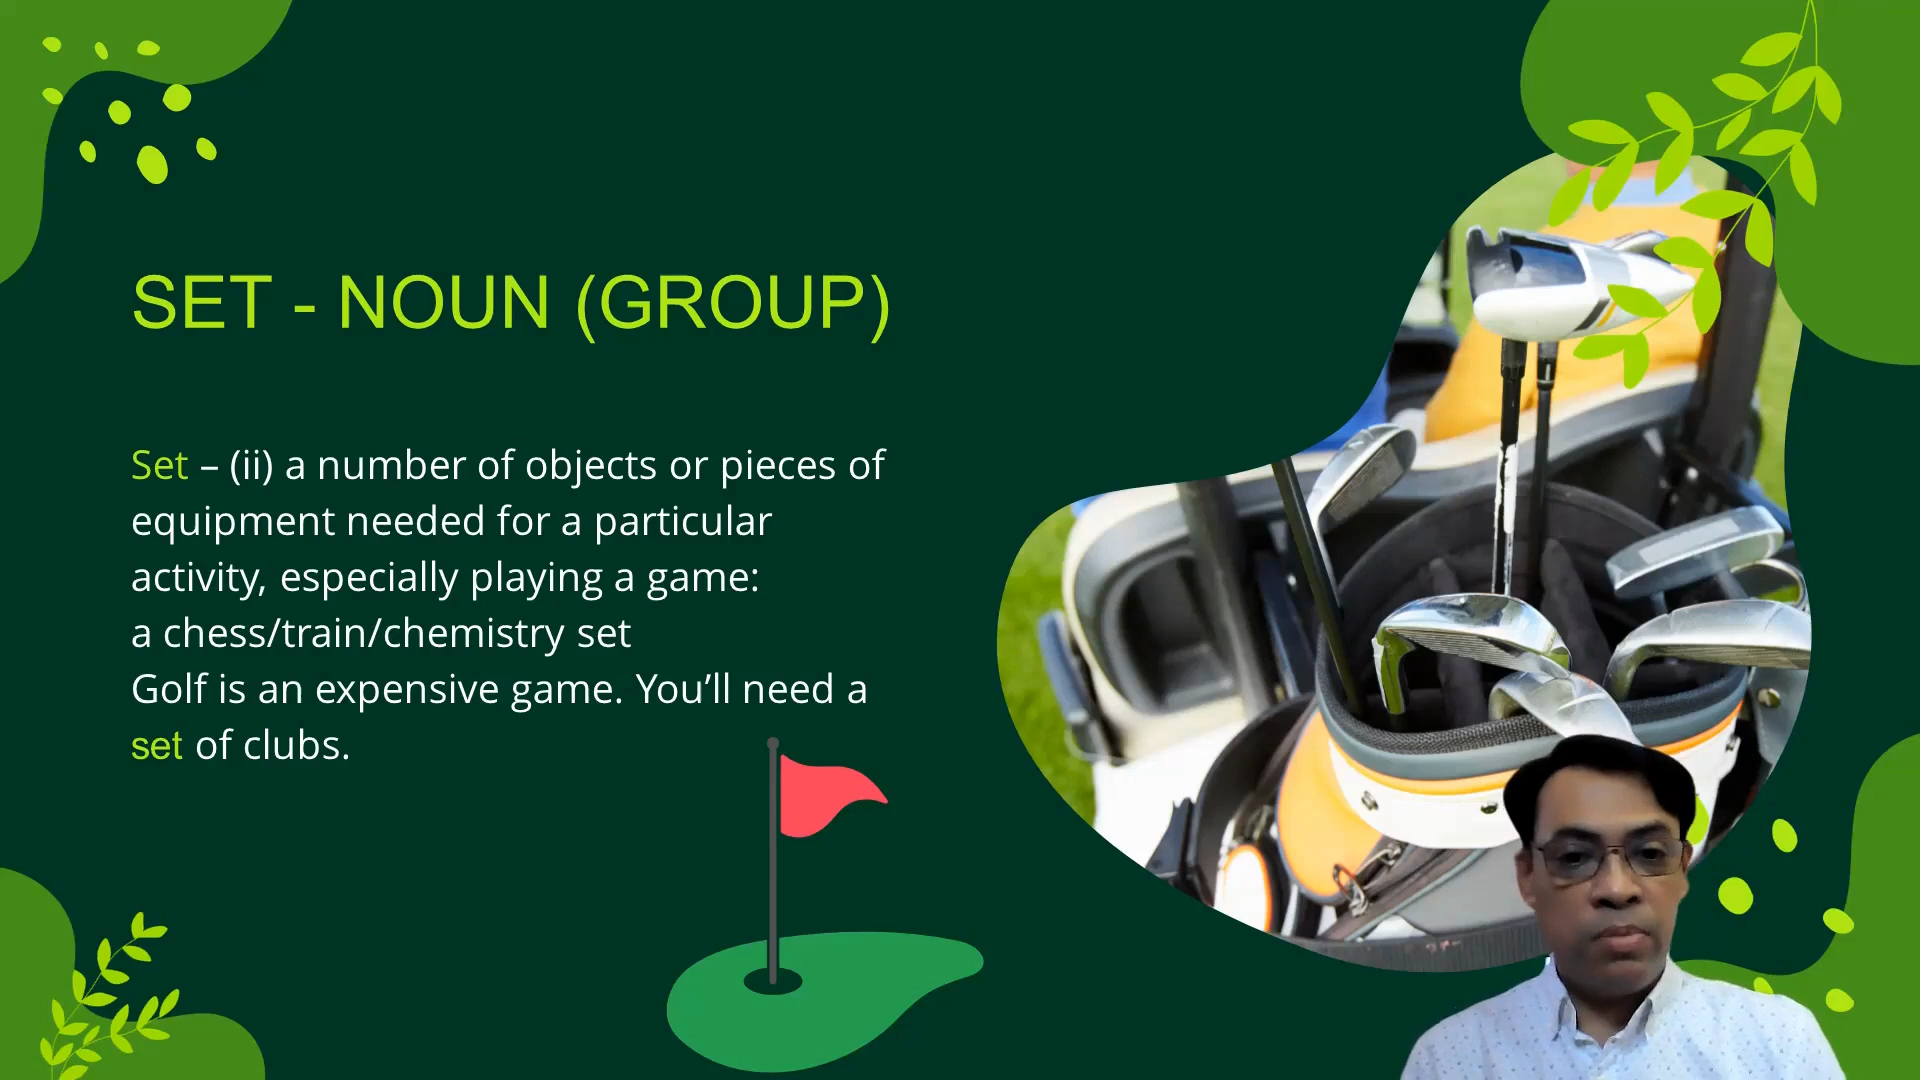 SET - NOUN (GROUP)
Set – (ii) a number of objects or pieces of
equipment needed for a particular
activity, especially playing a game:
a chess/train/chemistry set
Golf is an expensive game. You’ll need a
set of clubs.